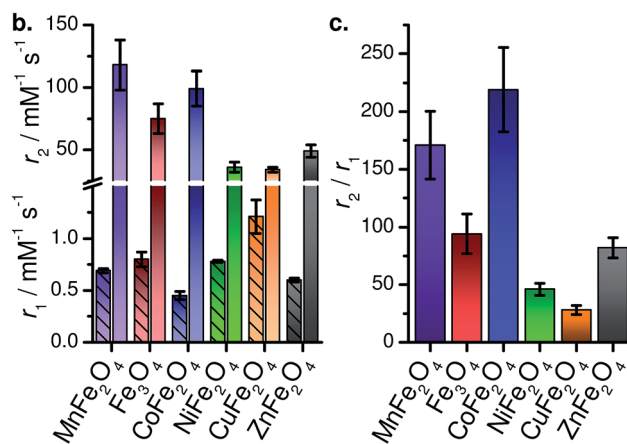 b.
r₂ / mM⁻¹ s⁻¹
150
100
50
r₁ / mM⁻¹ s⁻¹
1.0
0.5
0.0
MnFe₂O₄
Fe₃O₄
CoFe₂O₄
NiFe₂O₄
CuFe₂O₄
ZnFe₂O₄
c.
r₂ / r₁
250
200
150
100
50
0
MnFe₂O₄
Fe₃O₄
CoFe₂O₄
NiFe₂O₄
CuFe₂O₄
ZnFe₂O₄